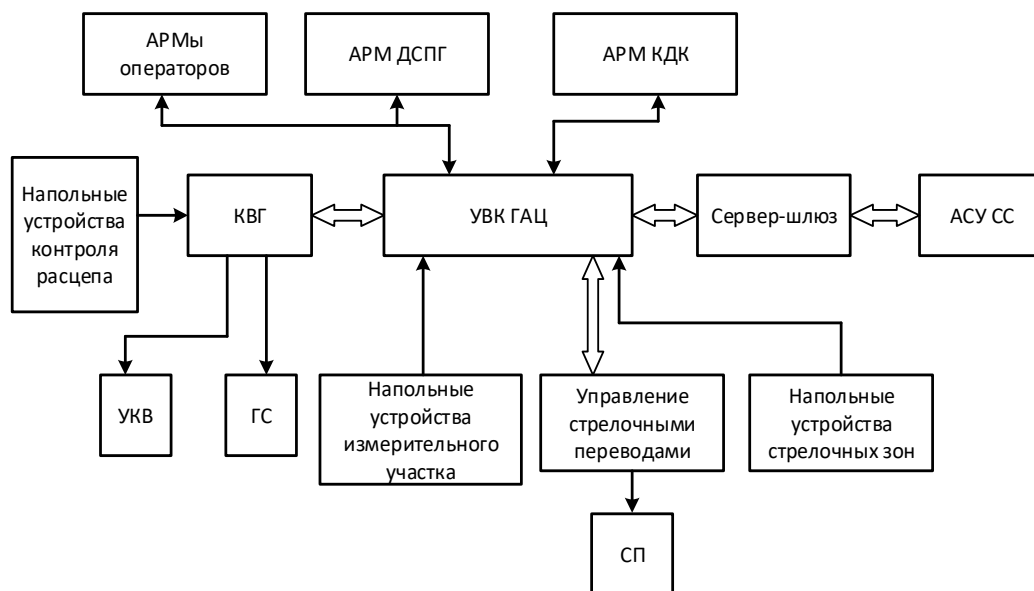 АРМы
операторов
АРМ ДСПГ
АРМ КДК
Напольные
устройства
контроля
расцепа
КВГ
УВК ГАЦ
Сервер-шлюз
АСУ СС
УКВ
ГС
Напольные
устройства
измерительного
участка
Управление
стрелочными
переводами
Напольные
устройства
стрелочных зон
СП